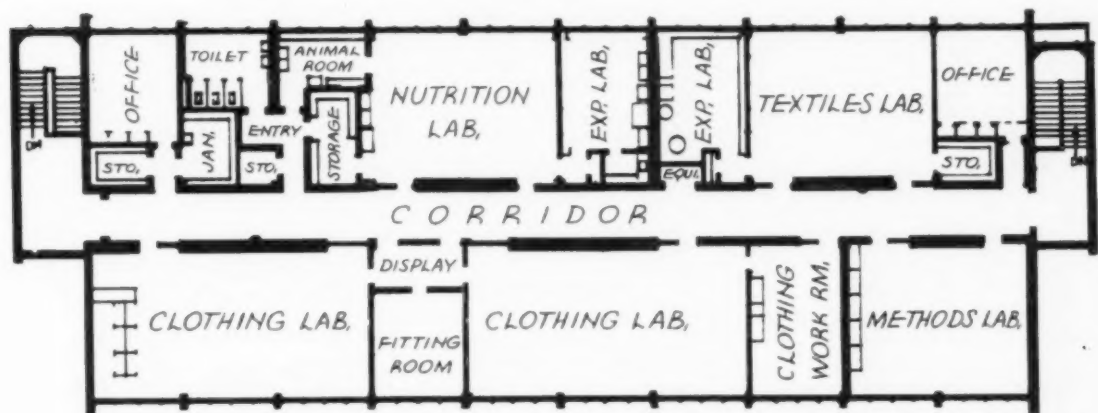 OFFICE
STO.
TOILET
JAN.
ENTRY
STO.
ANIMAL
ROOM
STORAGE
NUTRITION
LAB.
EXP. LAB.
EXP. LAB.
EQUI.
TEXTILES LAB.
OFFICE
STO.
CORRIDOR
CLOTHING LAB.
DISPLAY
FITTING
ROOM
CLOTHING LAB.
CLOTHING
WORK RM.
METHODS LAB.